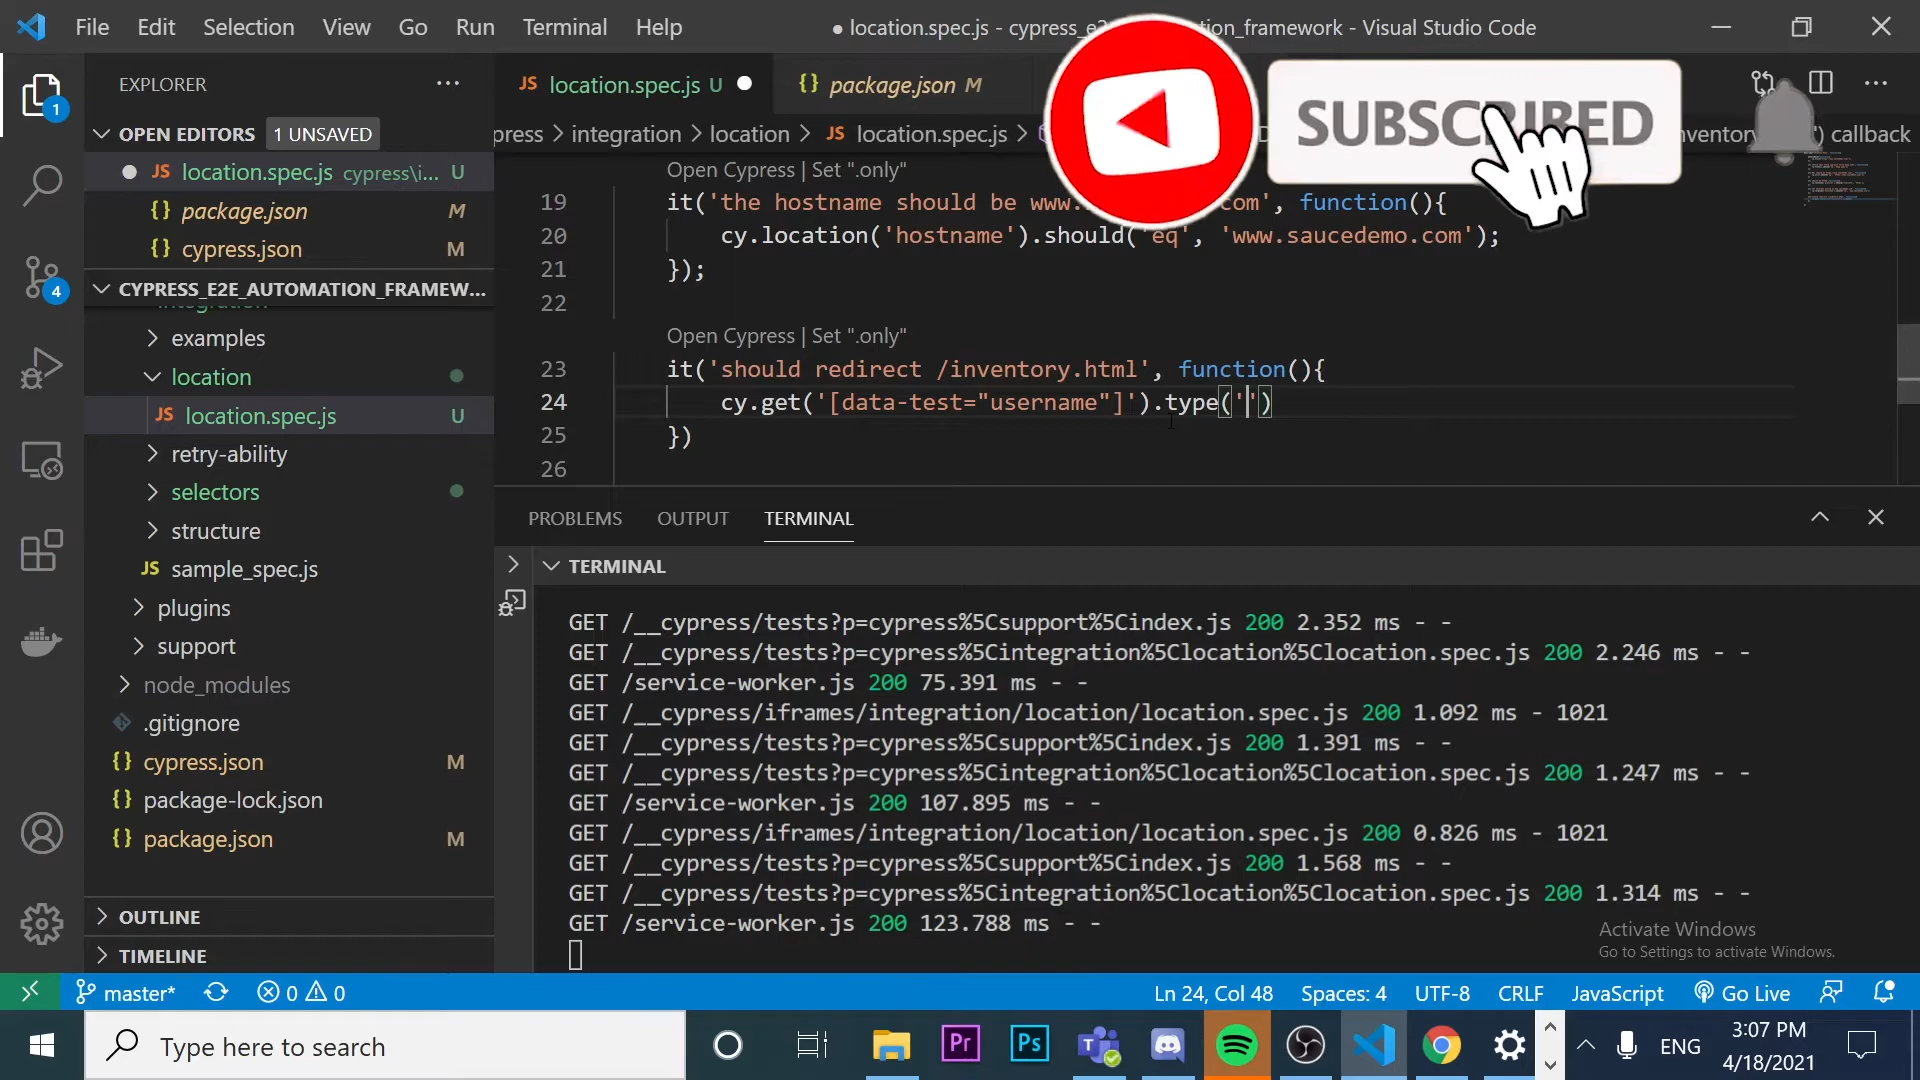 File Edit Selection View Go Run Terminal Help
● location.spec.js - cypress_e ion_framework - Visual Studio Code
SUBSCRIBED
EXPLORER
OPEN EDITORS 1 UNSAVED
JS location.spec.js cypress\i... U
{} package.json M
{} cypress.json M
CYPRESS_E2E_AUTOMATION_FRAMEW...
integration
examples
location
JS location.spec.js U
retry-ability
selectors
structure
JS sample_spec.js
plugins
support
node_modules
.gitignore
{} cypress.json M
{} package-lock.json
{} package.json M
OUTLINE
TIMELINE
1
4
JS location.spec.js U
{} package.json M
press > integration > location > JS location.spec.js > inventory ') callback
Open Cypress | Set ".only"
19 it('the hostname should be www. com', function(){
20 cy.location('hostname').should('eq', 'www.saucedemo.com');
21 });
22
Open Cypress | Set ".only"
23 it('should redirect /inventory.html', function(){
24 cy.get('[data-test="username"]').type('')
25 })
26
PROBLEMS OUTPUT TERMINAL
TERMINAL
GET /__cypress/tests?p=cypress%5Csupport%5Cindex.js 200 2.352 ms - -
GET /__cypress/tests?p=cypress%5Cintegration%5Clocation%5Clocation.spec.js 200 2.246 ms - -
GET /service-worker.js 200 75.391 ms - -
GET /__cypress/iframes/integration/location/location.spec.js 200 1.092 ms - 1021
GET /__cypress/tests?p=cypress%5Csupport%5Cindex.js 200 1.391 ms - -
GET /__cypress/tests?p=cypress%5Cintegration%5Clocation%5Clocation.spec.js 200 1.247 ms - -
GET /service-worker.js 200 107.895 ms - -
GET /__cypress/iframes/integration/location/location.spec.js 200 0.826 ms - 1021
GET /__cypress/tests?p=cypress%5Csupport%5Cindex.js 200 1.568 ms - -
GET /__cypress/tests?p=cypress%5Cintegration%5Clocation%5Clocation.spec.js 200 1.314 ms - -
GET /service-worker.js 200 123.788 ms - -
Activate Windows
Go to Settings to activate Windows.
master* 0 0 Ln 24, Col 48 Spaces: 4 UTF-8 CRLF JavaScript Go Live
Type here to search
Pr Ps T
ENG
3:07 PM
4/18/2021